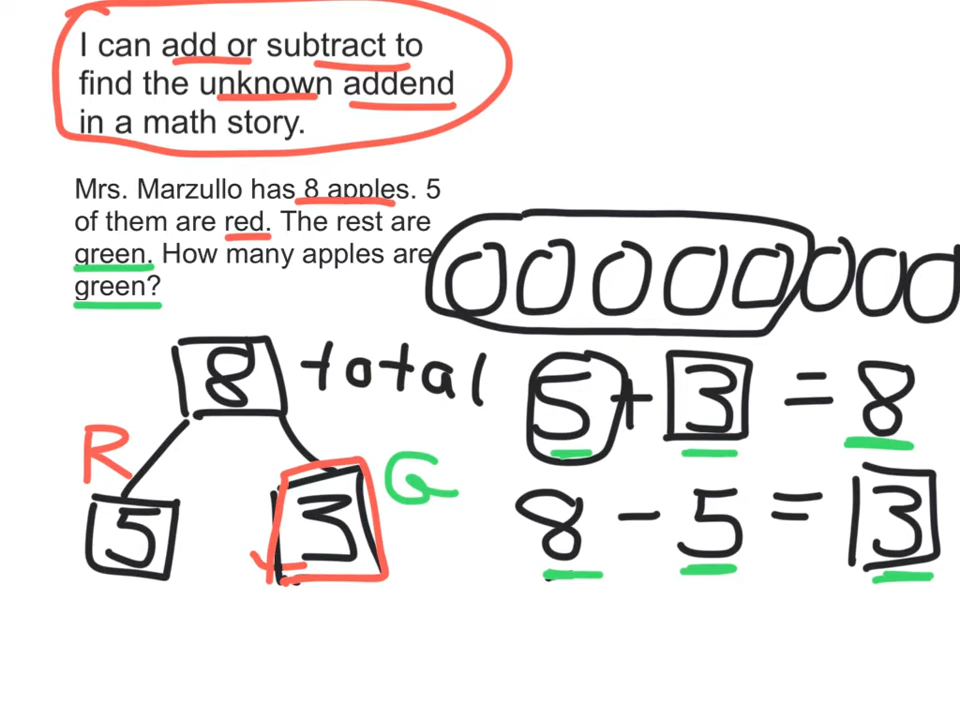 I can add or subtract to
find the unknown addend
in a math story.
Mrs. Marzullo has 8 apples. 5
of them are red. The rest are
green. How many apples are
green?
8 total
5 + 3 = 8
R
G
5
3
8 - 5 = 3